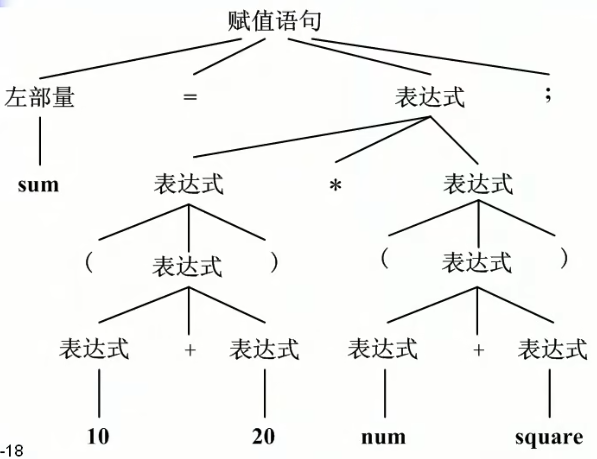 赋值语句
左部量 = 表达式 ;
sum 表达式 * 表达式
( 表达式 ) ( 表达式 )
表达式 + 表达式 表达式 + 表达式
10 20 num square
-18